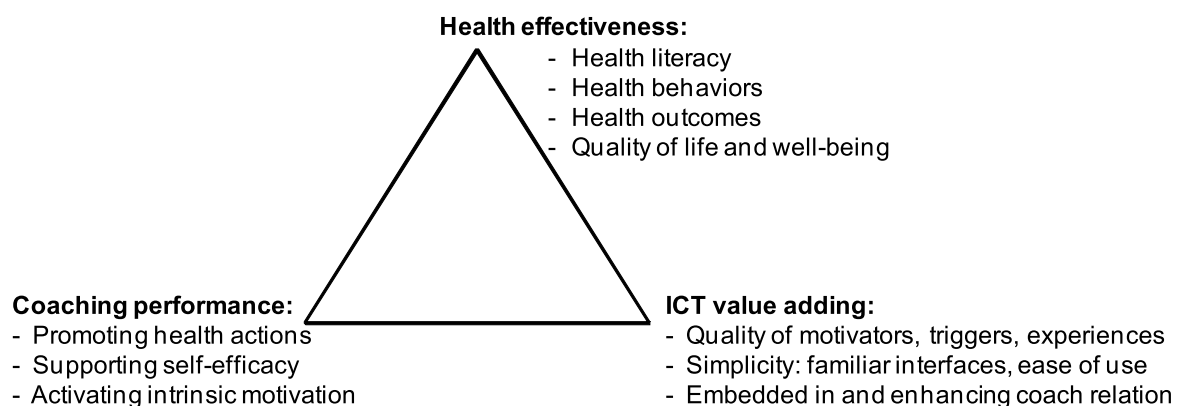 Health effectiveness:
- Health literacy
- Health behaviors
- Health outcomes
- Quality of life and well-being
Coaching performance:
- Promoting health actions
- Supporting self-efficacy
- Activating intrinsic motivation
ICT value adding:
- Quality of motivators, triggers, experiences
- Simplicity: familiar interfaces, ease of use
- Embedded in and enhancing coach relation